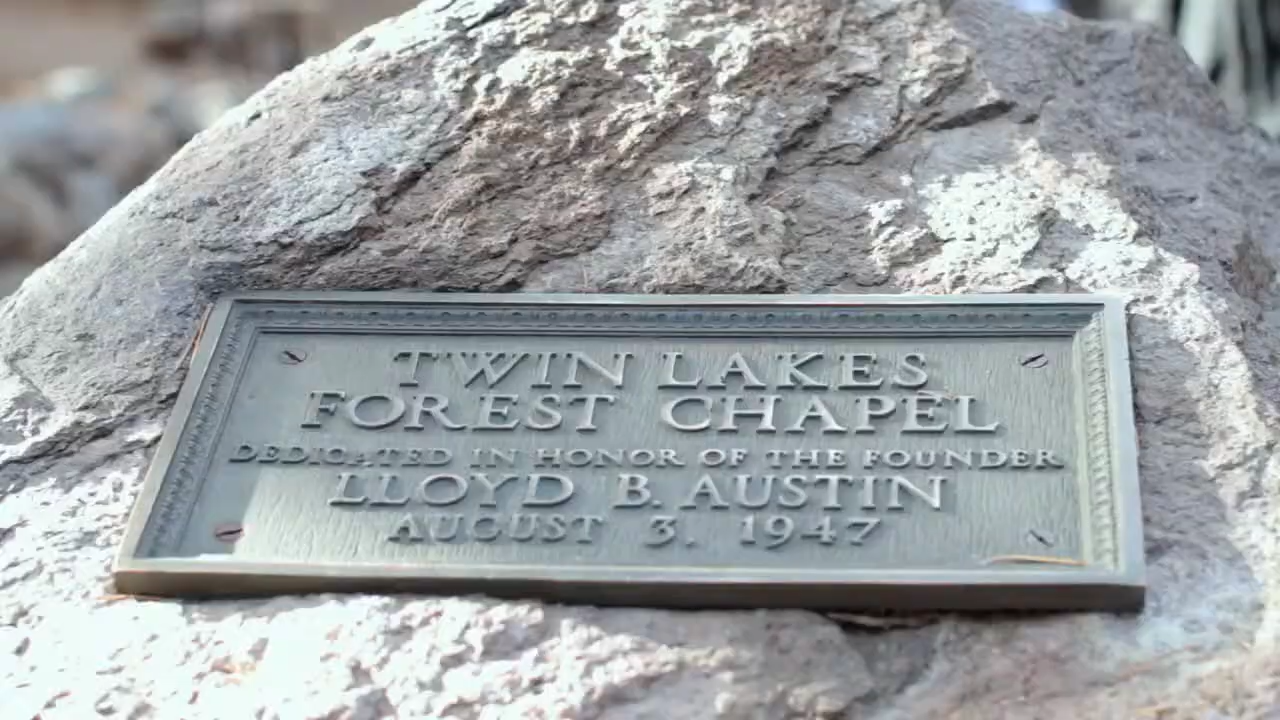 TWIN LAKES
FOREST CHAPEL
DEDICATED IN HONOR OF THE FOUNDER
LLOYD B. AUSTIN
AUGUST 3, 1947